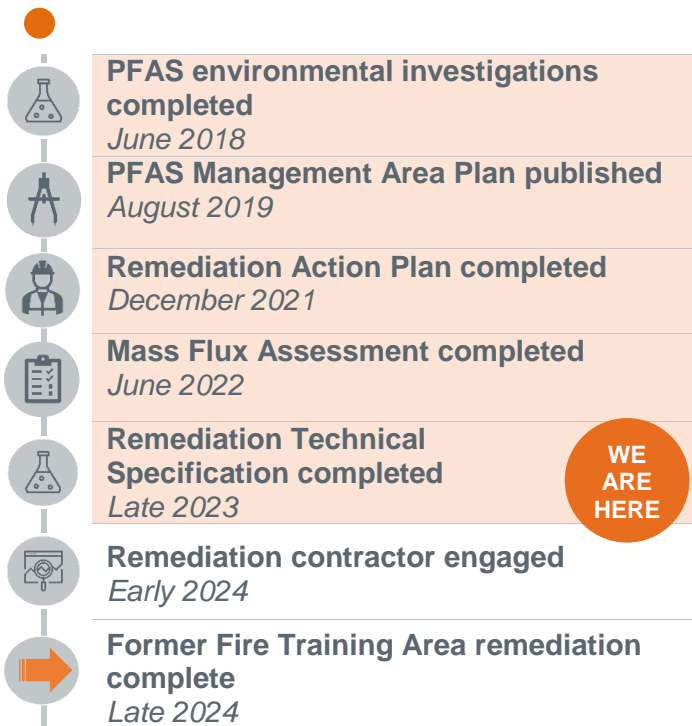 PFAS environmental investigations
completed
June 2018
PFAS Management Area Plan published
August 2019
Remediation Action Plan completed
December 2021
Mass Flux Assessment completed
June 2022
Remediation Technical
Specification completed
Late 2023
WE
ARE
HERE
Remediation contractor engaged
Early 2024
Former Fire Training Area remediation
complete
Late 2024